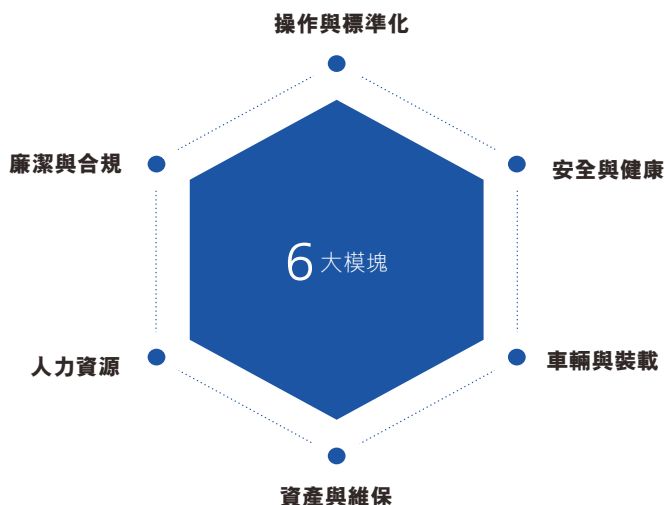 操作與標準化
廉潔與合規
安全與健康
6大模塊
人力資源
車輛與裝載
資產與維保